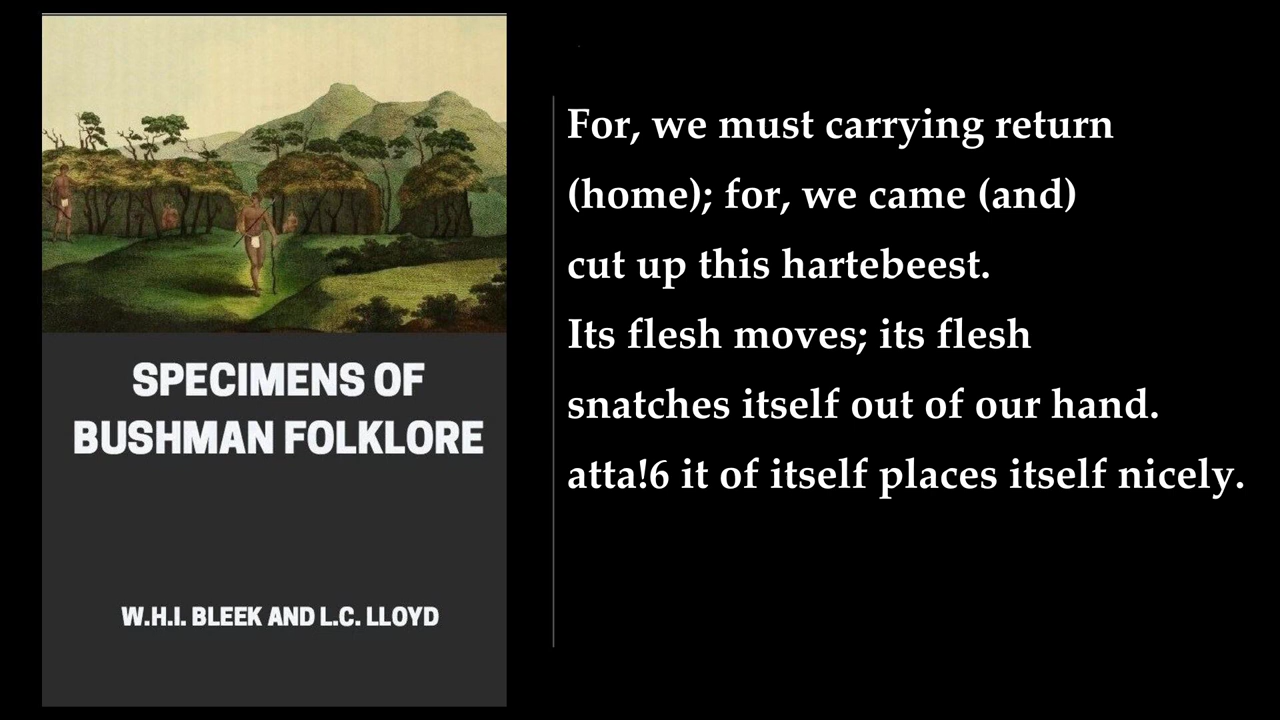 SPECIMENS OF
BUSHMAN FOLKLORE
W.H.I. BLEEK AND L.C. LLOYD
For, we must carrying return
(home); for, we came (and)
cut up this hartebeest.
Its flesh moves; its flesh
snatches itself out of our hand.
atta!6 it of itself places itself nicely.